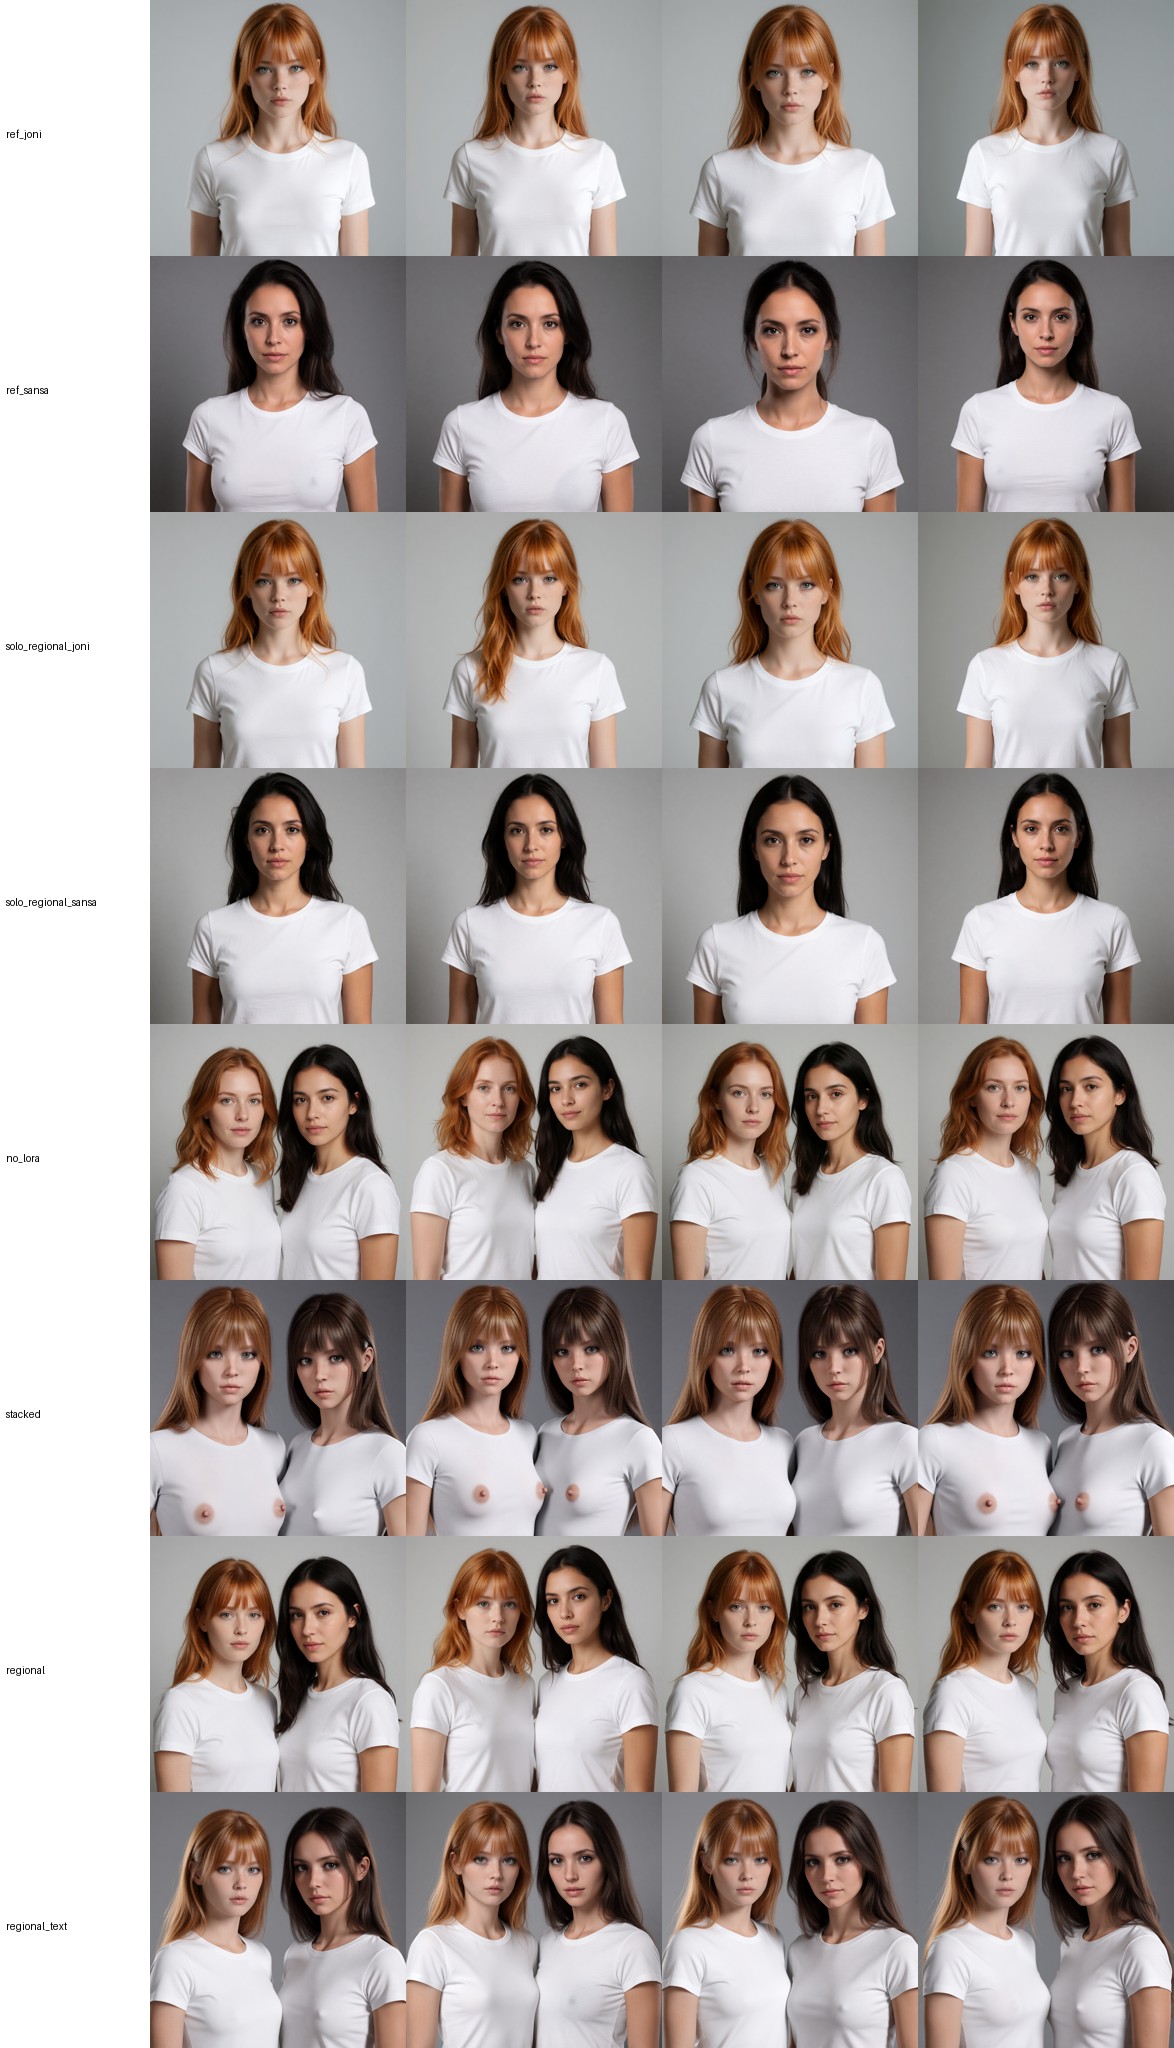 ref_joni
ref_sansa
solo_regional_joni
solo_regional_sansa
no_lora
stacked
regional
regional_text